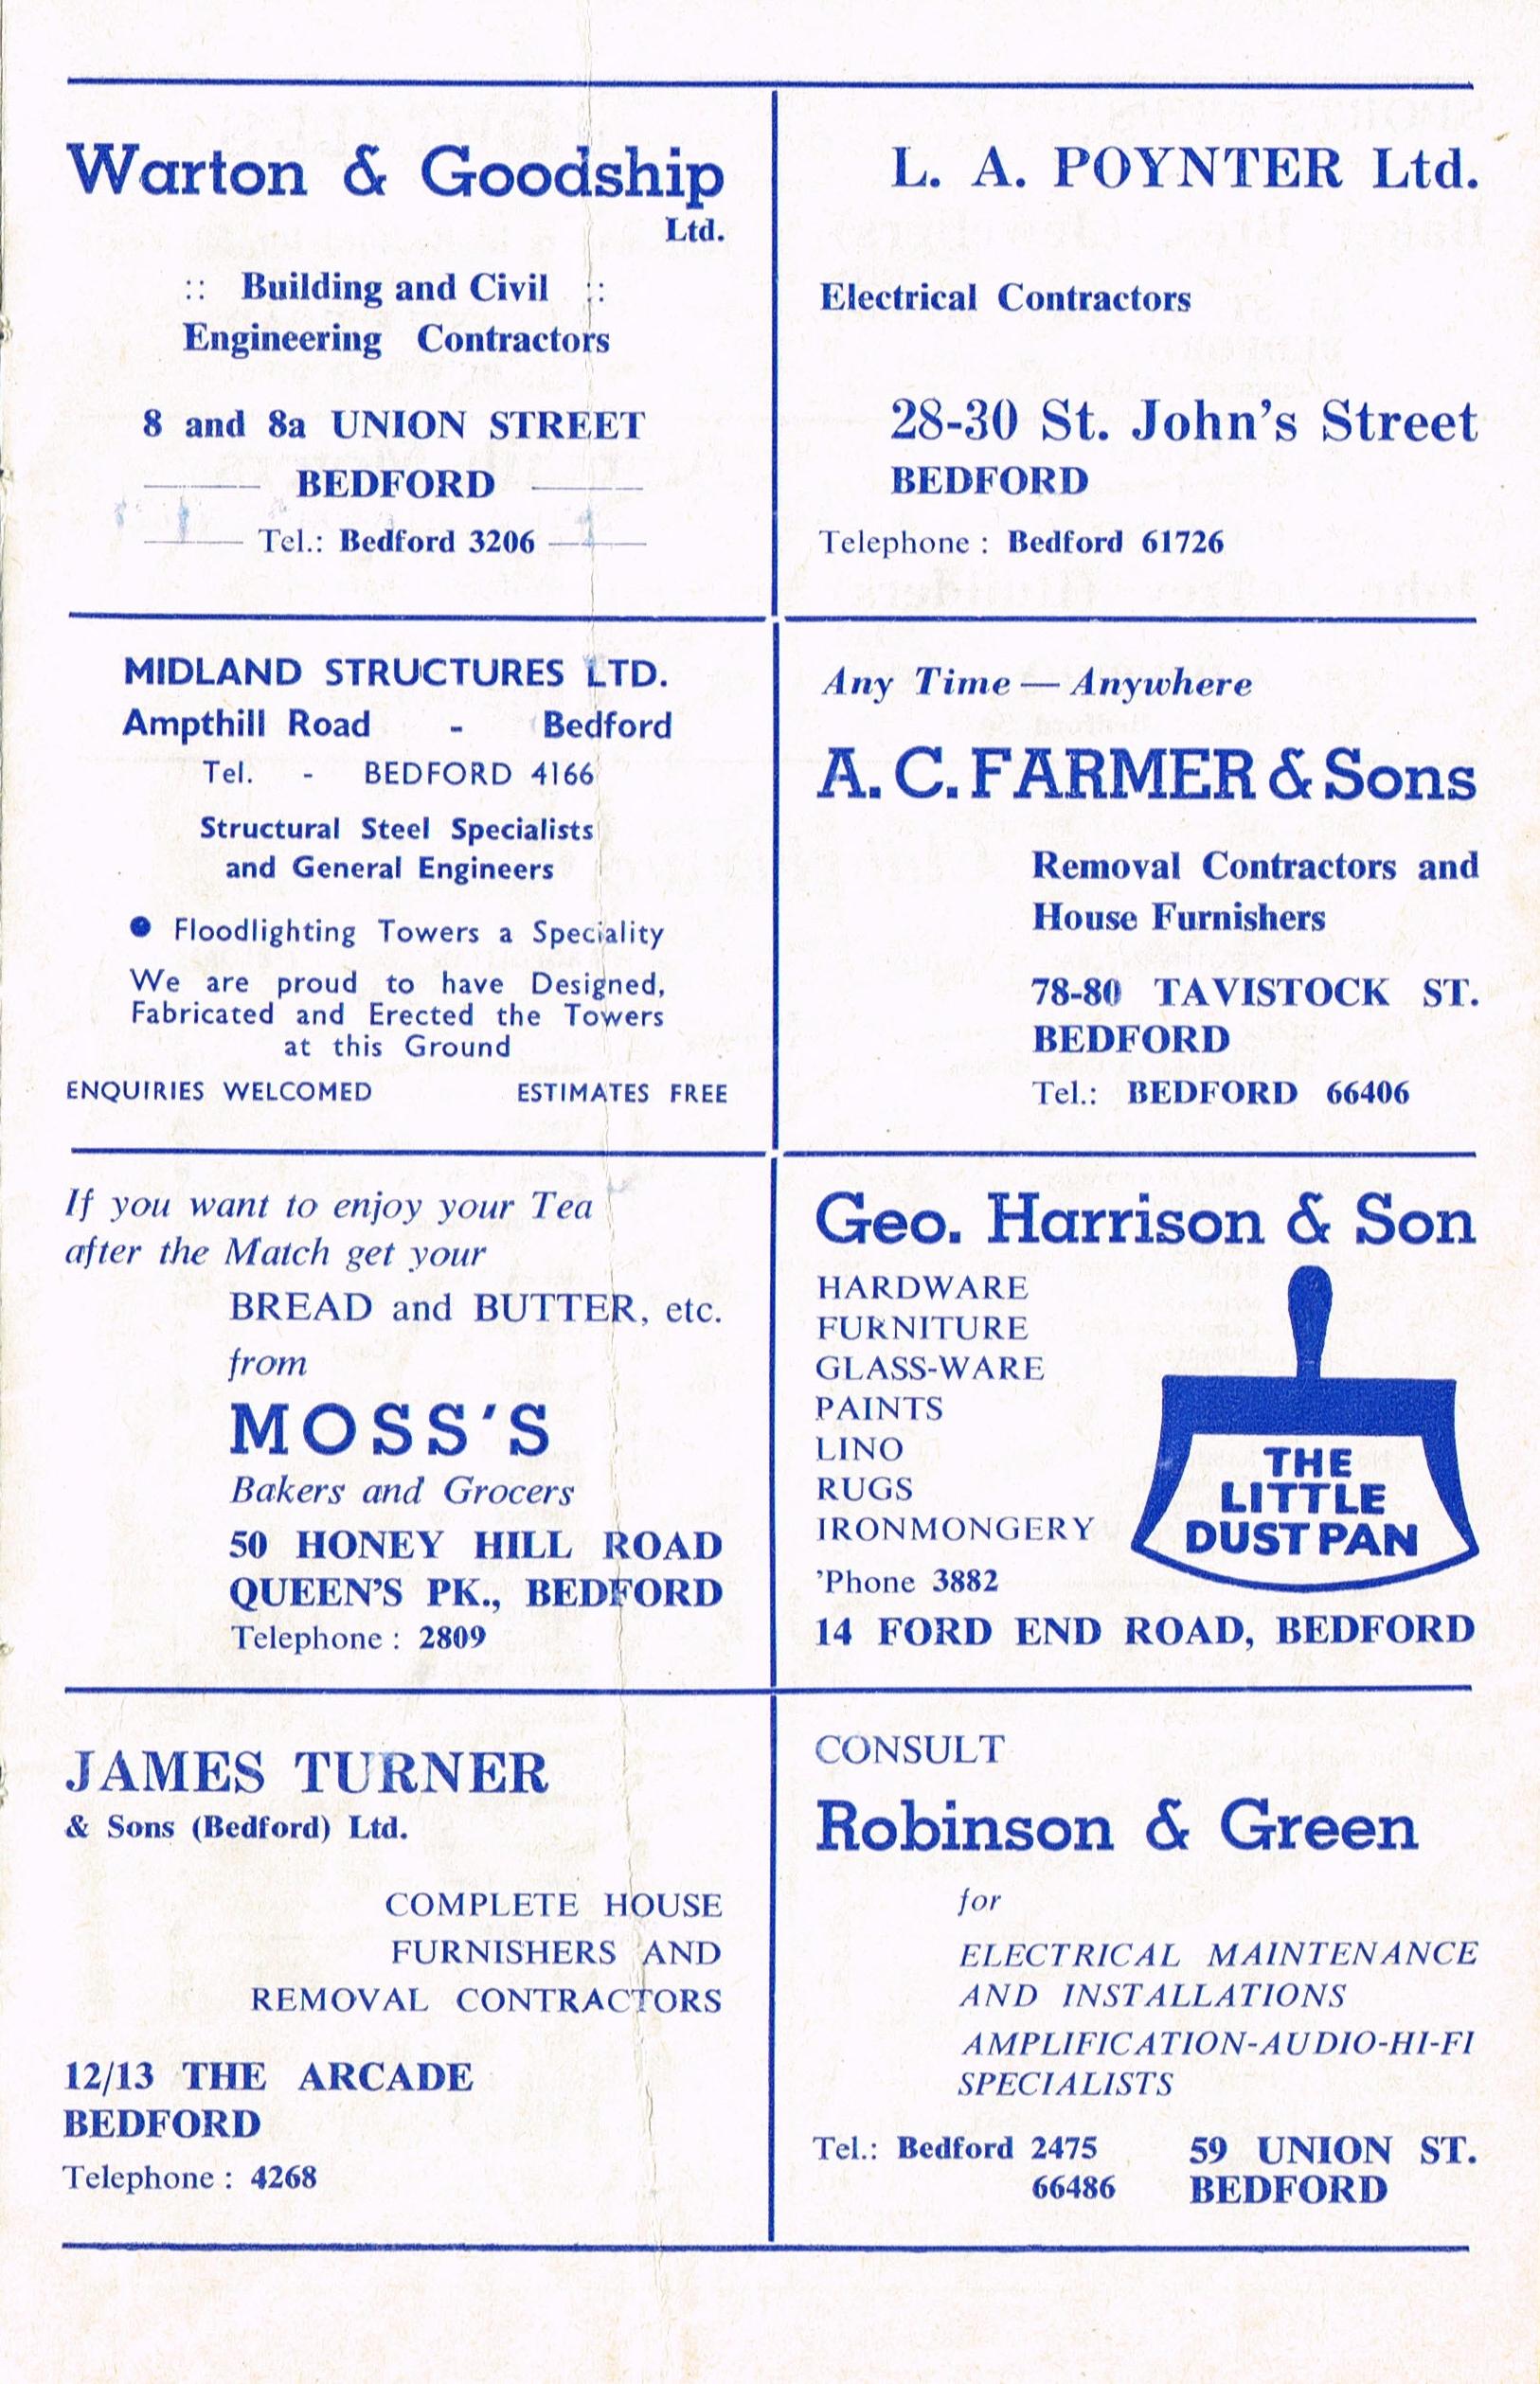 Warton & Goodship
Ltd.
:: Building and Civil ::
Engineering Contractors
8 and 8a UNION STREET
BEDFORD
Tel.: Bedford 3206
L. A. POYNTER Ltd.
Electrical Contractors
28-30 St. John's Street
BEDFORD
Telephone : Bedford 61726
MIDLAND STRUCTURES LTD.
Ampthill Road - Bedford
Tel. - BEDFORD 4166
Structural Steel Specialists
and General Engineers
● Floodlighting Towers a Speciality
We are proud to have Designed,
Fabricated and Erected the Towers
at this Ground
ENQUIRIES WELCOMED ESTIMATES FREE
Any Time — Anywhere
A. C. FARMER & Sons
Removal Contractors and
House Furnishers
78-80 TAVISTOCK ST.
BEDFORD
Tel.: BEDFORD 66406
If you want to enjoy your Tea
after the Match get your
BREAD and BUTTER, etc.
from
MOSS'S
Bakers and Grocers
50 HONEY HILL ROAD
QUEEN'S PK., BEDFORD
Telephone : 2809
Geo. Harrison & Son
HARDWARE
FURNITURE
GLASS-WARE
PAINTS
LINO
RUGS
IRONMONGERY
'Phone 3882
THE
LITTLE
DUST PAN
14 FORD END ROAD, BEDFORD
JAMES TURNER
& Sons (Bedford) Ltd.
COMPLETE HOUSE
FURNISHERS AND
REMOVAL CONTRACTORS
12/13 THE ARCADE
BEDFORD
Telephone : 4268
CONSULT
Robinson & Green
for
ELECTRICAL MAINTENANCE
AND INSTALLATIONS
AMPLIFICATION-AUDIO-HI-FI
SPECIALISTS
Tel.: Bedford 2475
66486
59 UNION ST.
BEDFORD